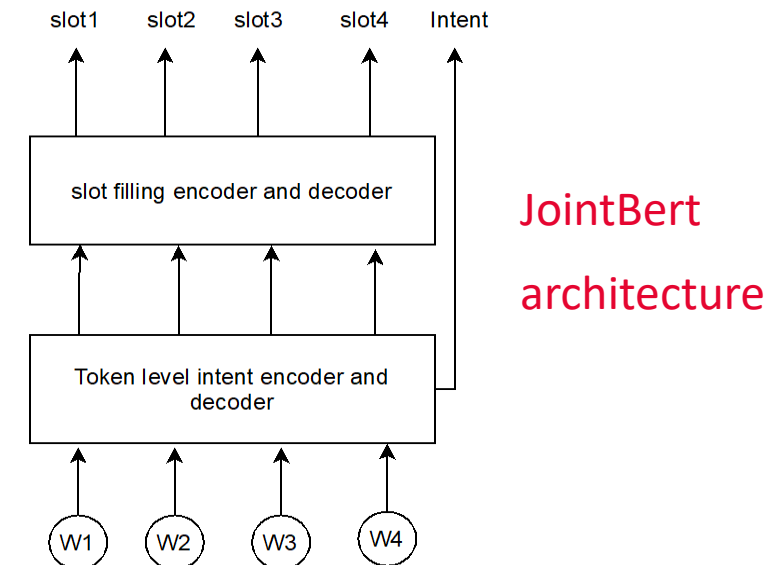 slot1 slot2 slot3 slot4 Intent
slot filling encoder and decoder
JointBert
architecture
Token level intent encoder and
decoder
W1 W2 W3 W4